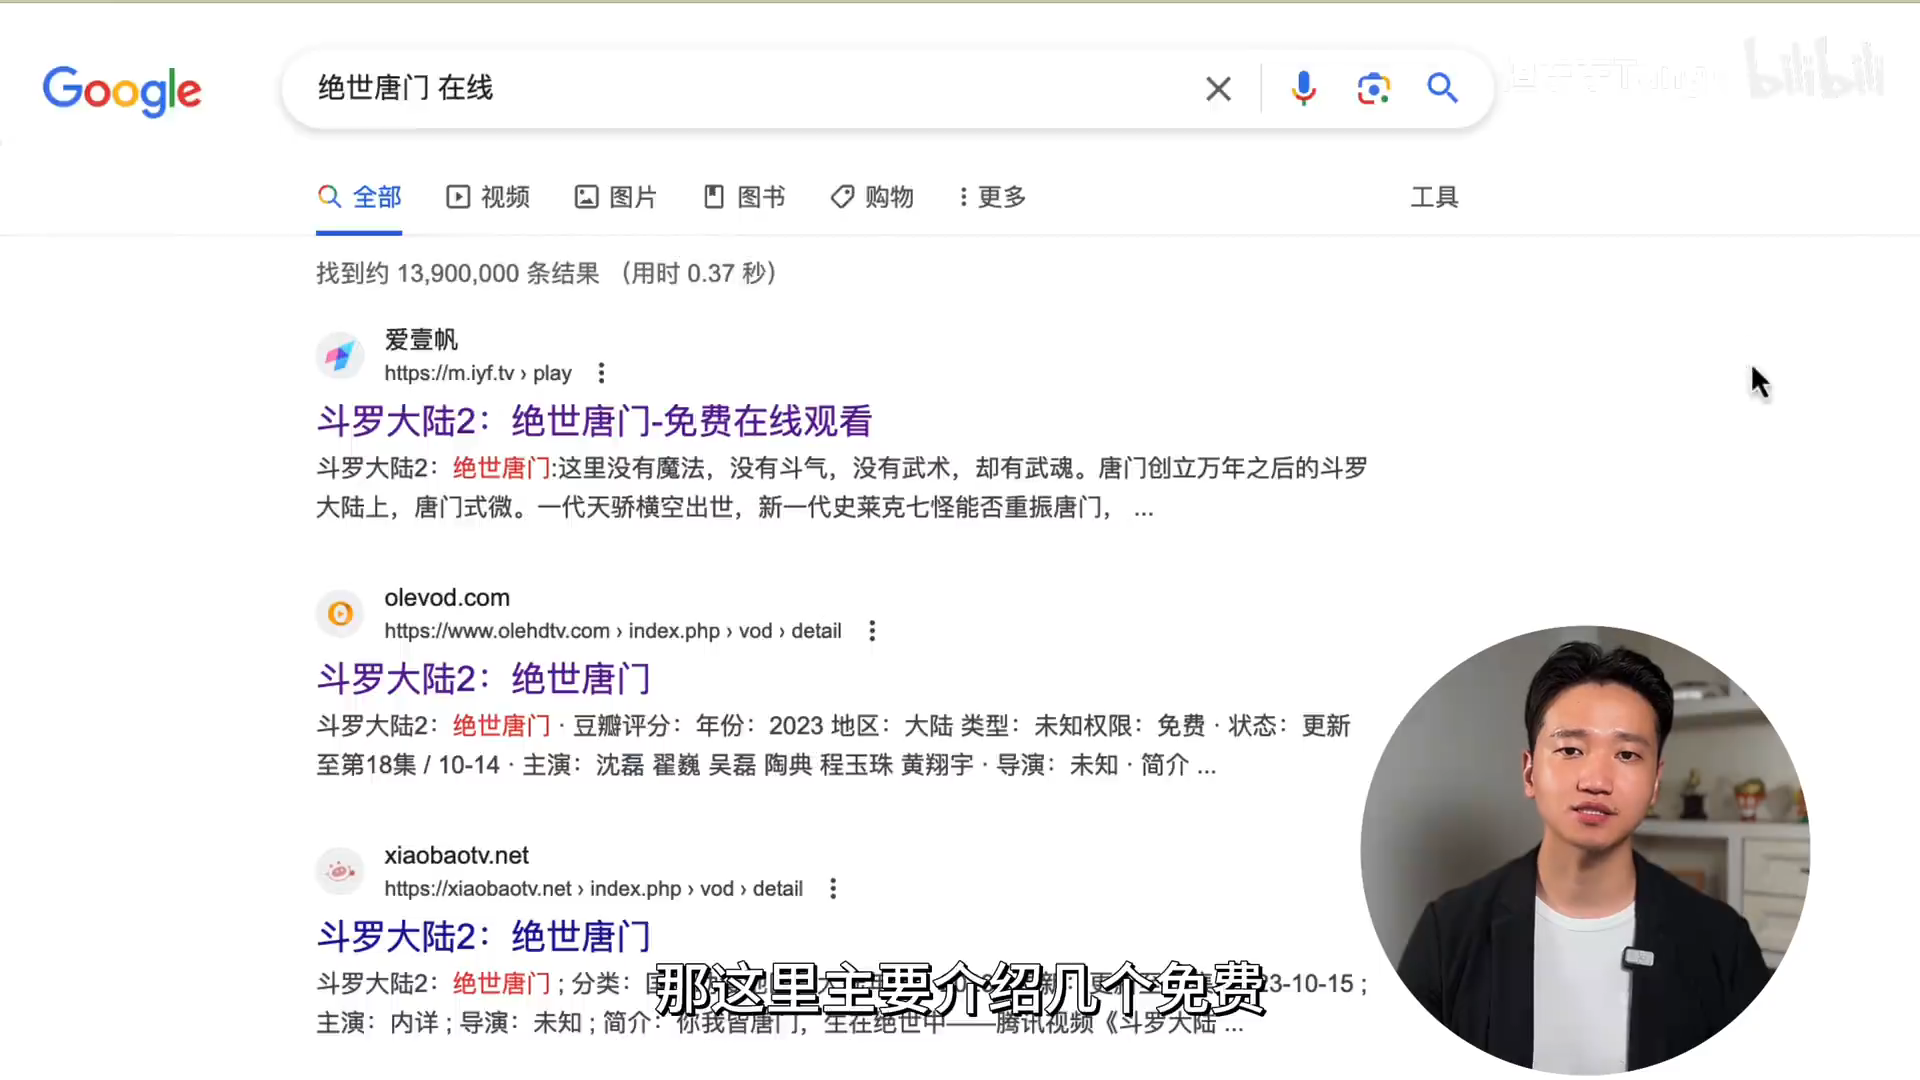 Google
绝世唐门 在线
bilibili
全部
视频
图片
图书
购物
更多
工具
找到约 13,900,000 条结果 （用时 0.37 秒）
爱壹帆
https://m.iyf.tv › play
斗罗大陆2：绝世唐门-免费在线观看
斗罗大陆2：绝世唐门:这里没有魔法，没有斗气，没有武术，却有武魂。唐门创立万年之后的斗罗
大陆上，唐门式微。一代天骄横空出世，新一代史莱克七怪能否重振唐门， ...
olevod.com
https://www.olehdtv.com › index.php › vod › detail
斗罗大陆2：绝世唐门
斗罗大陆2：绝世唐门 · 豆瓣评分：年份：2023 地区：大陆 类型：未知权限：免费 · 状态：更新
至第18集 / 10-14 · 主演：沈磊 翟巍 吴磊 陶典 程玉珠 黄翔宇 · 导演：未知 · 简介 ...
xiaobaotv.net
https://xiaobaotv.net › index.php › vod › detail
斗罗大陆2：绝世唐门
斗罗大陆2：绝世唐门 ; 分类：
23-10-15 ;
那这里主要介绍几个免费
主演：内详 ; 导演：未知 ; 简介：你我皆唐门，生在绝世中——腾讯视频《斗罗大陆 ...